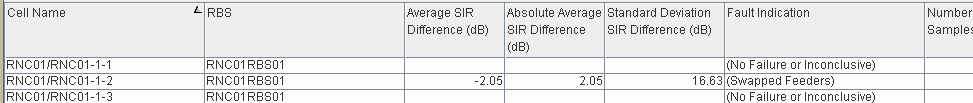 Cell Name RBS Average SIR Difference (dB) Absolute Average SIR Difference (dB) Standard Deviation SIR Difference (dB) Fault Indication Number Samples
RNC01/RNC01-1-1 RNC01RBS01 (No Failure or Inconclusive)
RNC01/RNC01-1-2 RNC01RBS01 -2.05 2.05 16.63 (Swapped Feeders)
RNC01/RNC01-1-3 RNC01RBS01 (No Failure or Inconclusive)